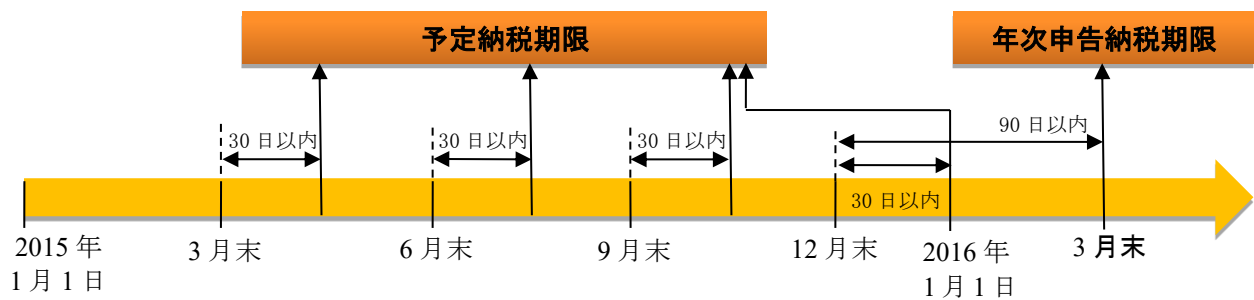 予定納税期限
年次申告納税期限
30 日以内
30 日以内
30 日以内
90 日以内
30 日以内
2015 年
1 月 1 日
3 月末
6 月末
9 月末
12 月末
2016 年
1 月 1 日
3 月末